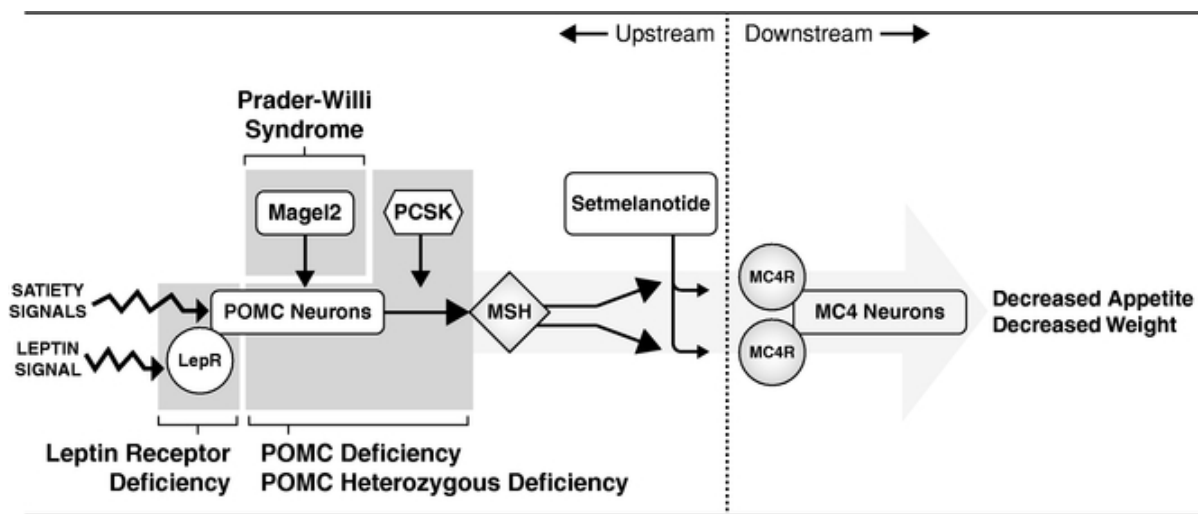 Upstream
Downstream
Prader-Willi
Syndrome
Magel2
PCSK
Setmelanotide
SATIETY
SIGNALS
POMC Neurons
MSH
MC4R
MC4 Neurons
Decreased Appetite
Decreased Weight
LEPTIN
SIGNAL
LepR
MC4R
Leptin Receptor
Deficiency
POMC Deficiency
POMC Heterozygous Deficiency